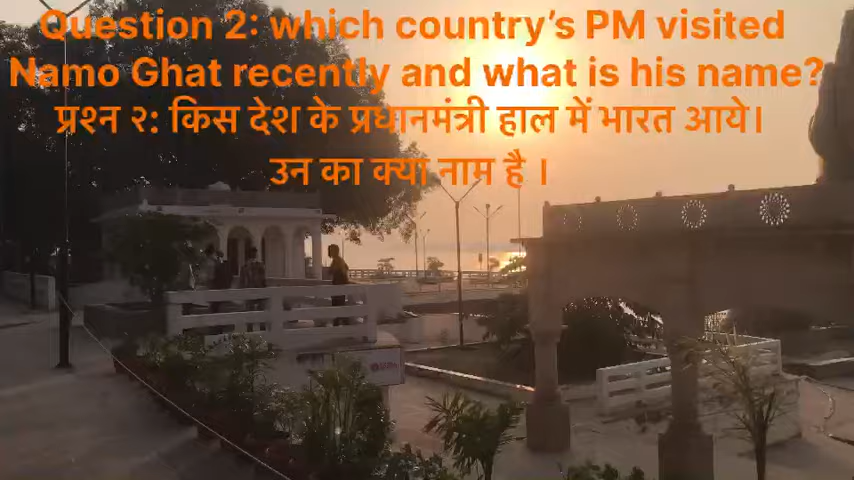 Question 2: which country's PM visited
Namo Ghat recently and what is his name?
प्रश्न २: किस देश के प्रधानमंत्री हाल में भारत आये।
उन का क्या नाम है ।